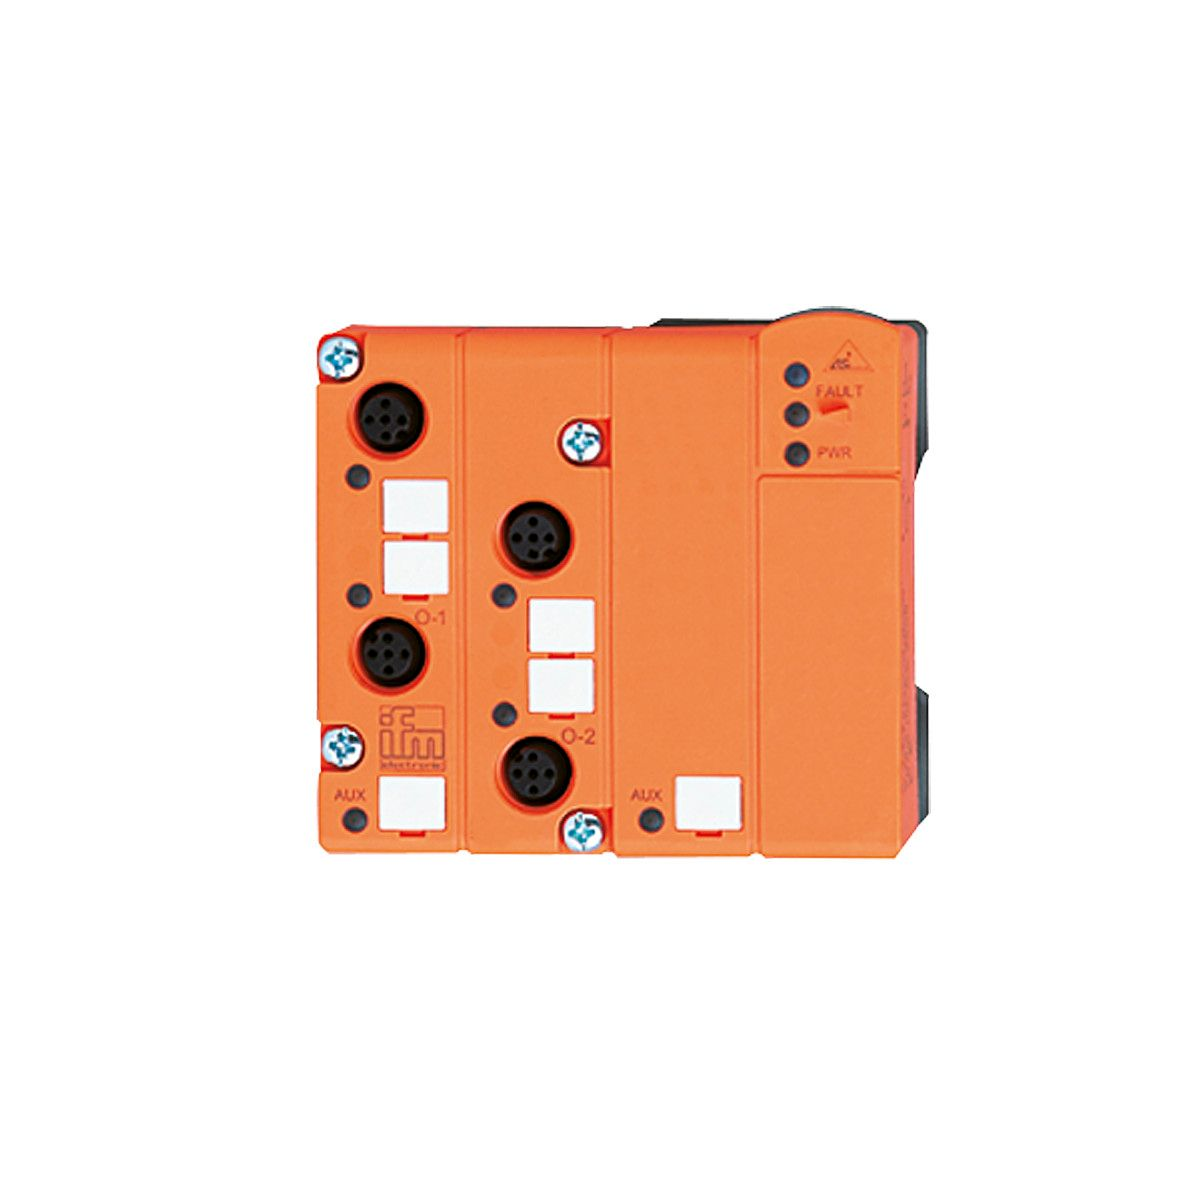 FAULT
PWR
O-1
ifm
electronic
O-2
AUX
AUX